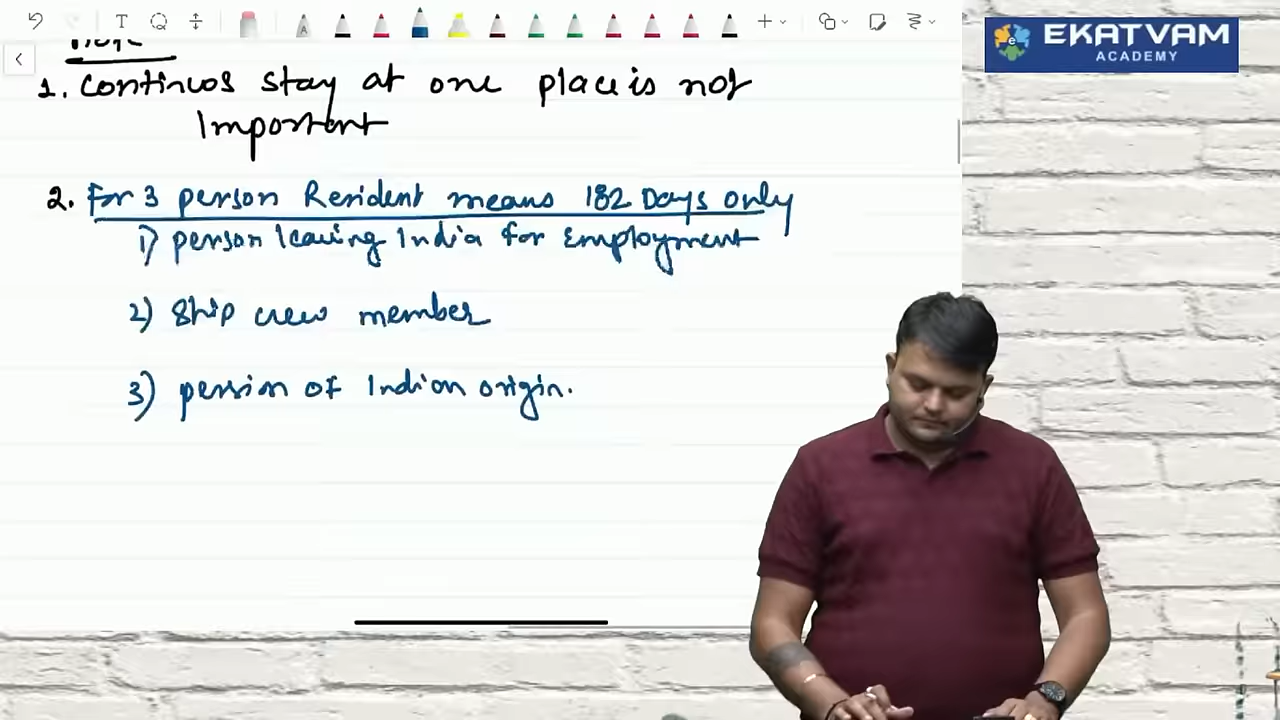 EKATVAM
ACADEMY
Note
1. Continuos stay at one place is not
Important
2. For 3 person Resident means 182 Days only
1) person leaving India for Employment
2) Ship crew member
3) person of Indian origin.